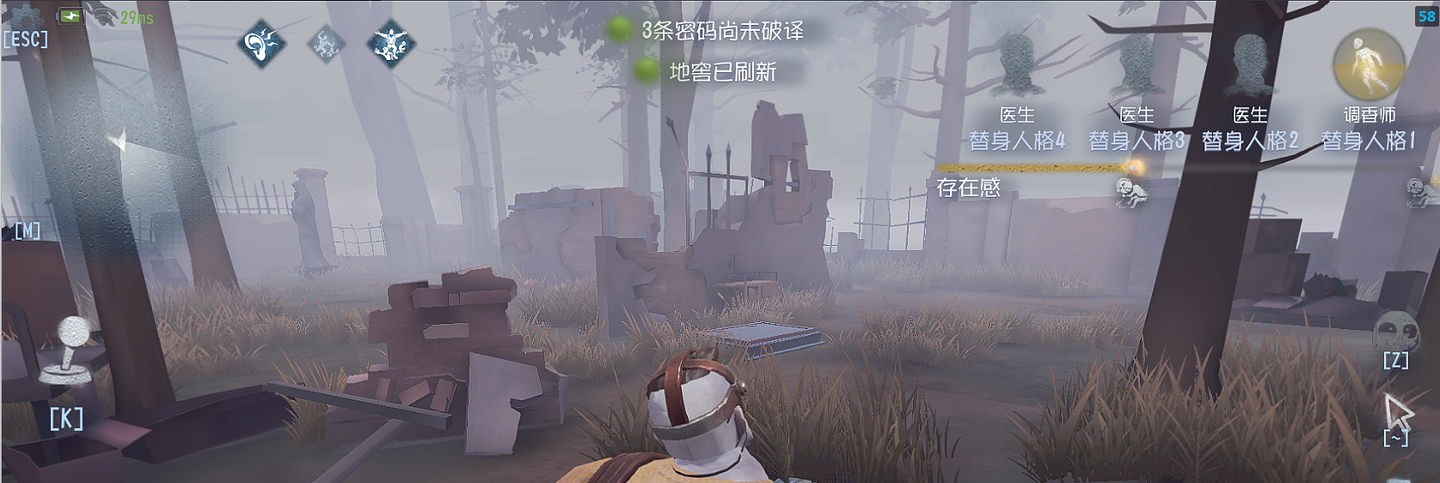 29ms
[ESC]
3条密码尚未破译
地窖已刷新
58
医生
替身人格4
医生
替身人格3
医生
替身人格2
调香师
替身人格1
存在感
[M]
[K]
[Z]
[~]